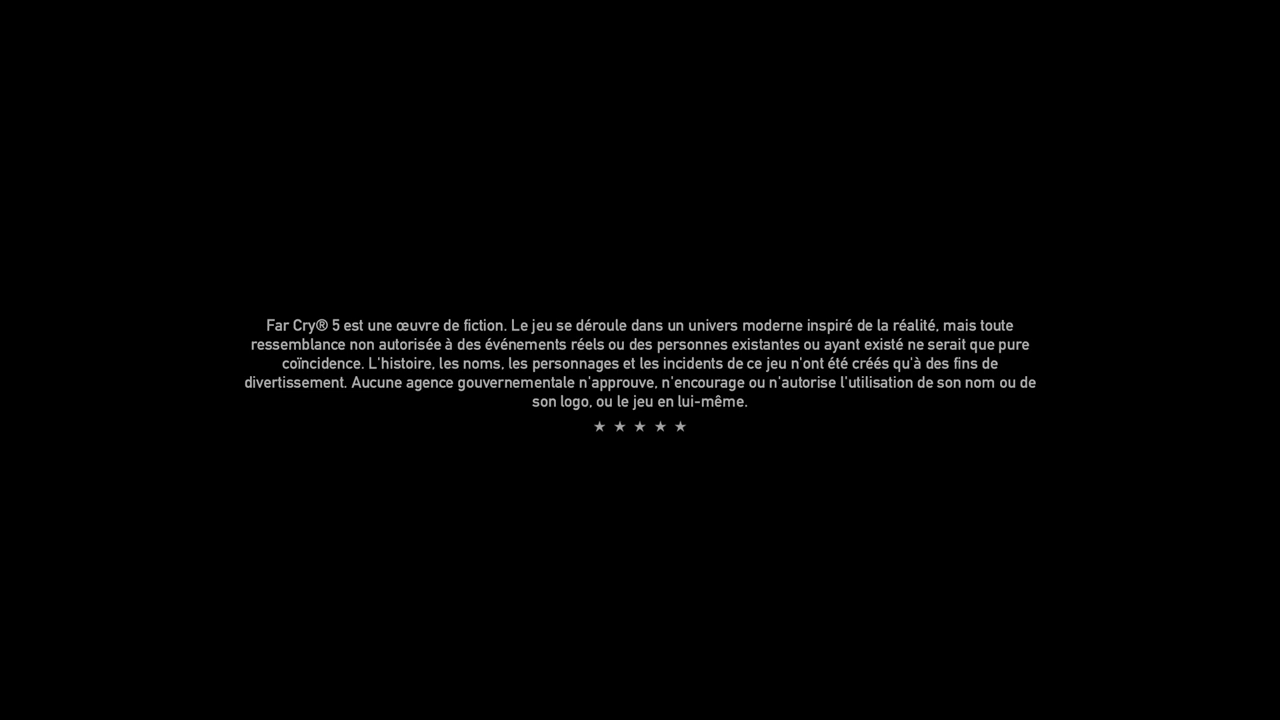 Far Cry® 5 est une œuvre de fiction. Le jeu se déroule dans un univers moderne inspiré de la réalité, mais toute
ressemblance non autorisée à des événements réels ou des personnes existantes ou ayant existé ne serait que pure
coïncidence. L'histoire, les noms, les personnages et les incidents de ce jeu n'ont été créés qu'à des fins de
divertissement. Aucune agence gouvernementale n'approuve, n'encourage ou n'autorise l'utilisation de son nom ou de
son logo, ou le jeu en lui-même.
★ ★ ★ ★ ★